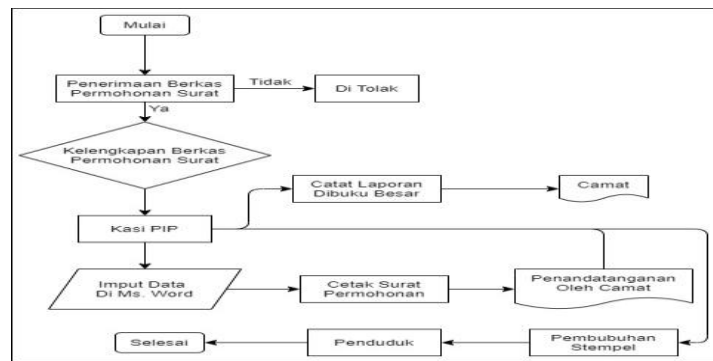 Mulai
Penerimaan Berkas
Permohonan Surat
Tidak
Di Tolak
Ya
Kelengkapan Berkas
Permohonan Surat
Catat Laporan
Dibuku Besar
Camat
Kasi PIP
Imput Data
Di Ms. Word
Cetak Surat
Permohonan
Penandatanganan
Oleh Camat
Selesai
Penduduk
Pembubuhan
Stempel